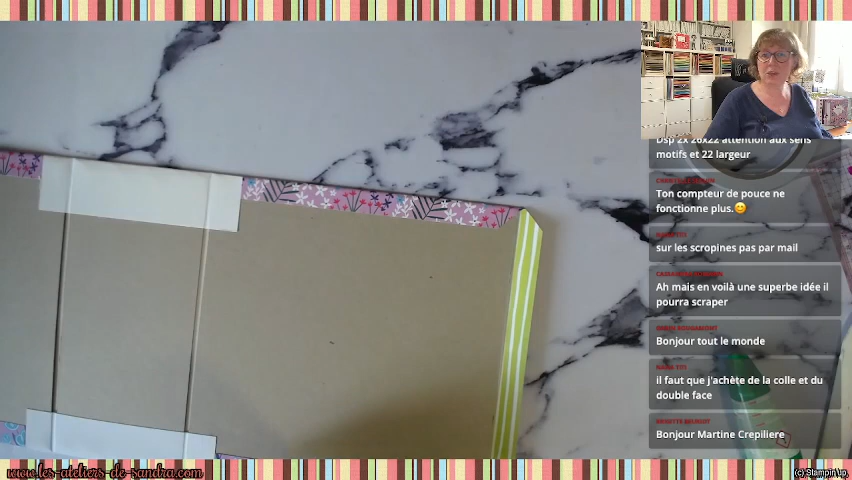 Dsp 2x 28x22 attention aux sens
motifs et 22 largeur
Ton compteur de pouce ne
fonctionne plus.😊
sur les scropines pas par mail
Ah mais en voilà une superbe idée il
pourra scraper
Bonjour tout le monde
NADIA 771
il faut que j'achète de la colle et du
double face
Bonjour Martine Crepiliere
www.les-ateliers-de-sandra.com
(c) Stampin'up